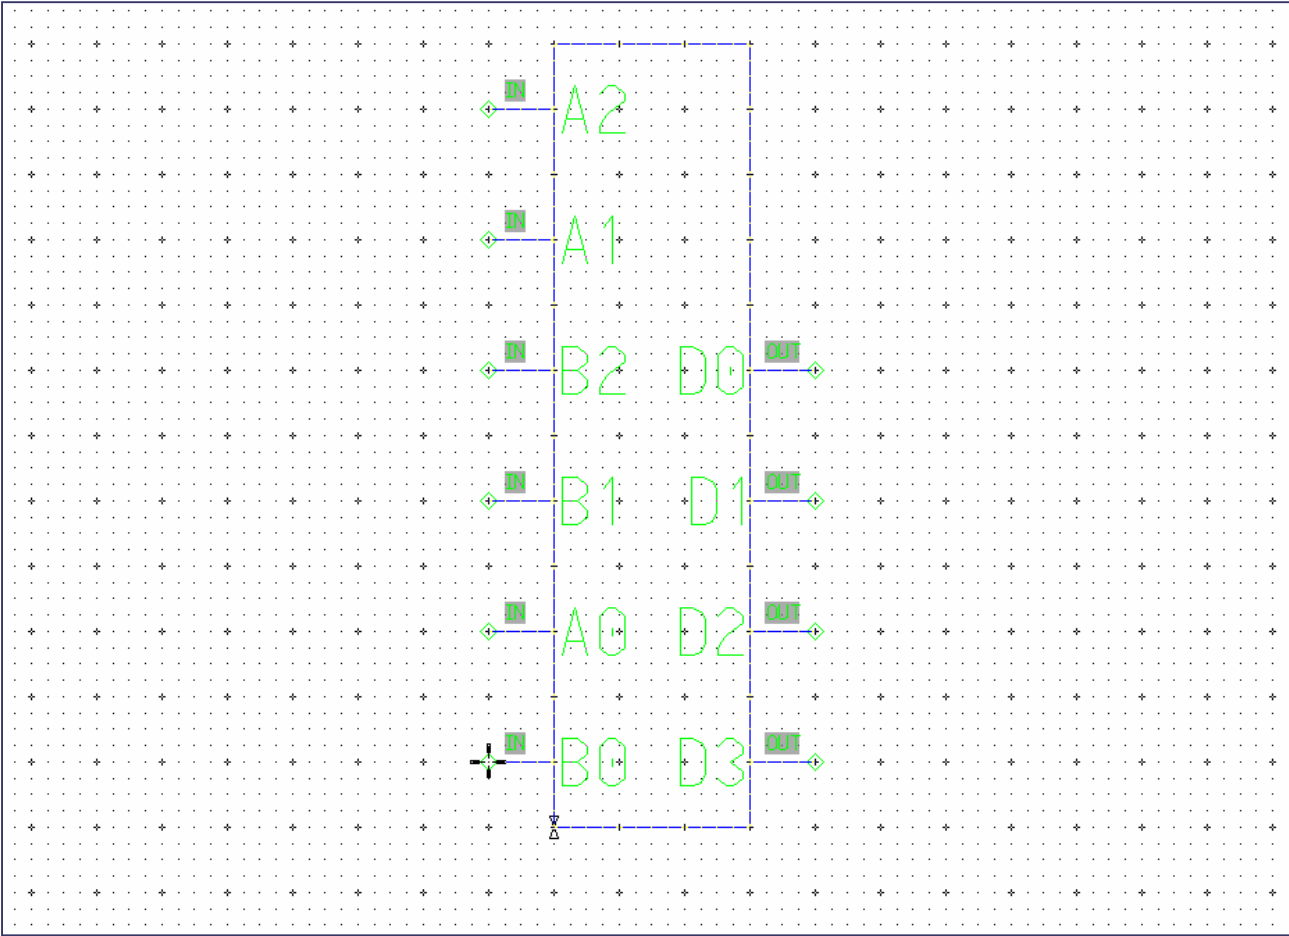 IN
A2
IN
A1
IN OUT
B2 D0
IN OUT
B1 D1
IN OUT
A0 D2
IN OUT
B0 D3